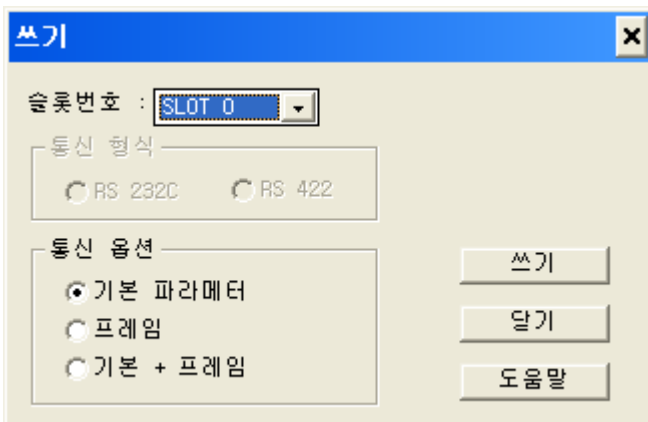 쓰기
슬롯번호 : SLOT 0
통신 형식
RS 232C RS 422
통신 옵션
기본 파라메터
프레임
기본 + 프레임
쓰기
닫기
도움말